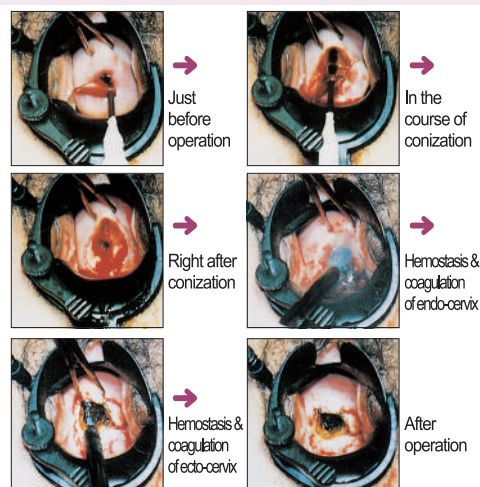 Just
before
operation
In the
course of
conization
Right after
conization
Hemostasis &
coagulation
of endo-cervix
Hemostasis &
coagulation
of ecto-cervix
After
operation